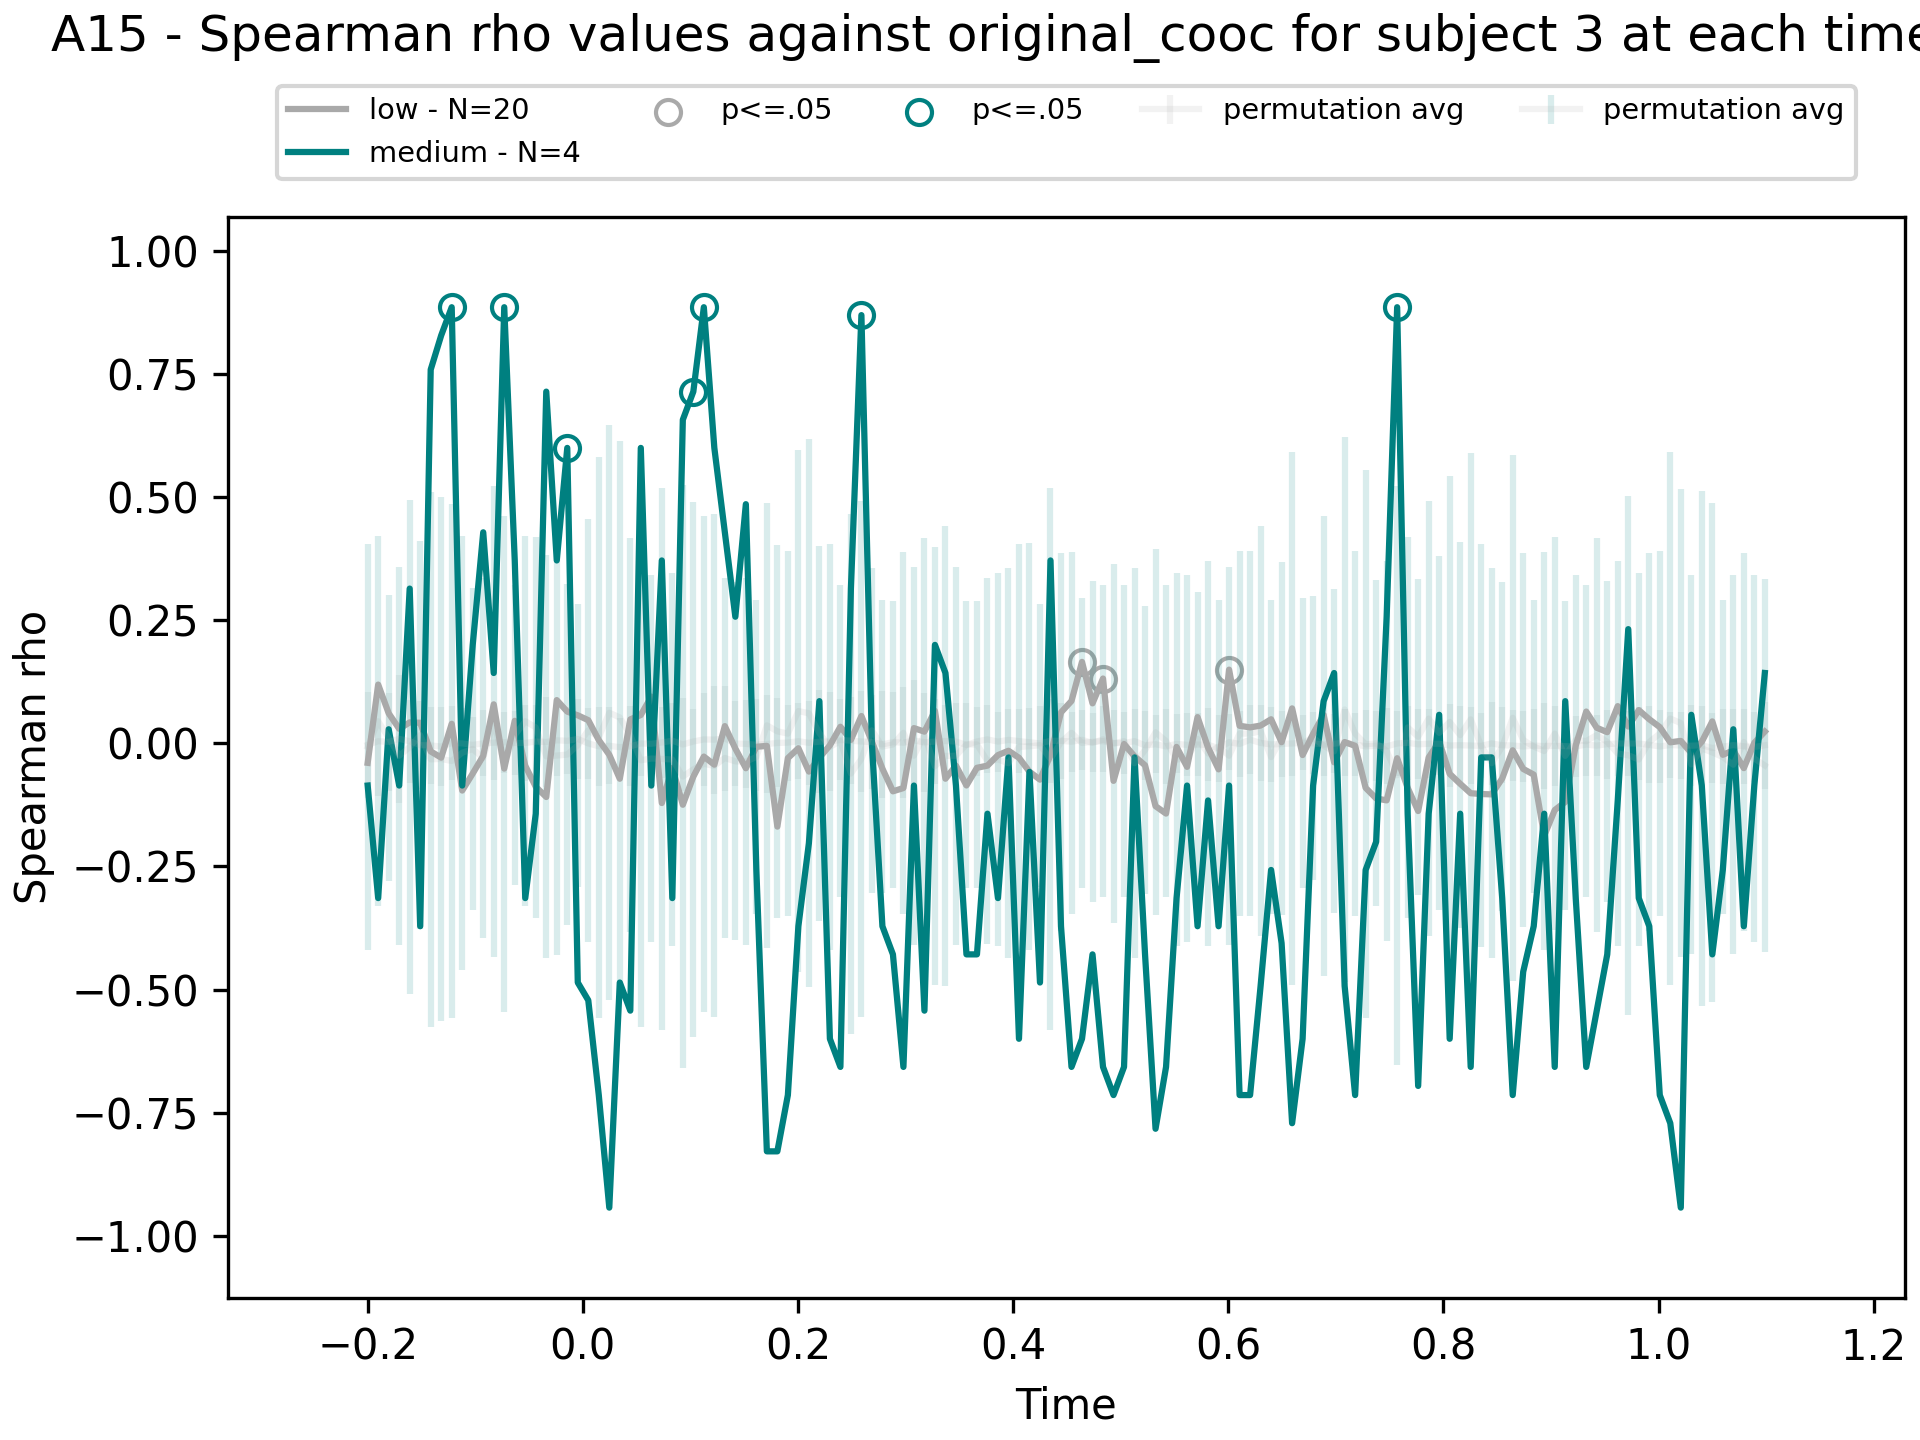 A15 - Spearman rho values against original_cooc for subject 3 at each time
low - N=20 p<=.05 p<=.05 permutation avg permutation avg
medium - N=4
1.00
0.75
0.50
0.25
0.00
−0.25
−0.50
−0.75
−1.00
Spearman rho
−0.2 0.0 0.2 0.4 0.6 0.8 1.0 1.2
Time